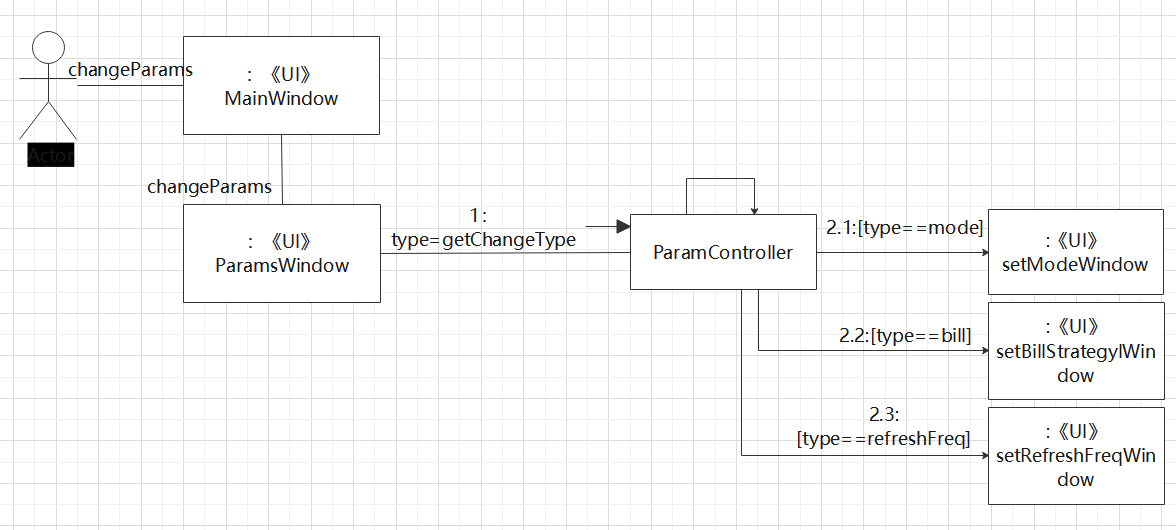 changeParams
: 《UI》
MainWindow
Actor
changeParams
: 《UI》
ParamsWindow
1:
type=getChangeType
ParamController
2.1:[type==mode]
:《UI》
setModeWindow
2.2:[type==bill]
:《UI》
setBillStrategylWin
dow
2.3:
[type==refreshFreq]
:《UI》
setRefreshFreqWin
dow